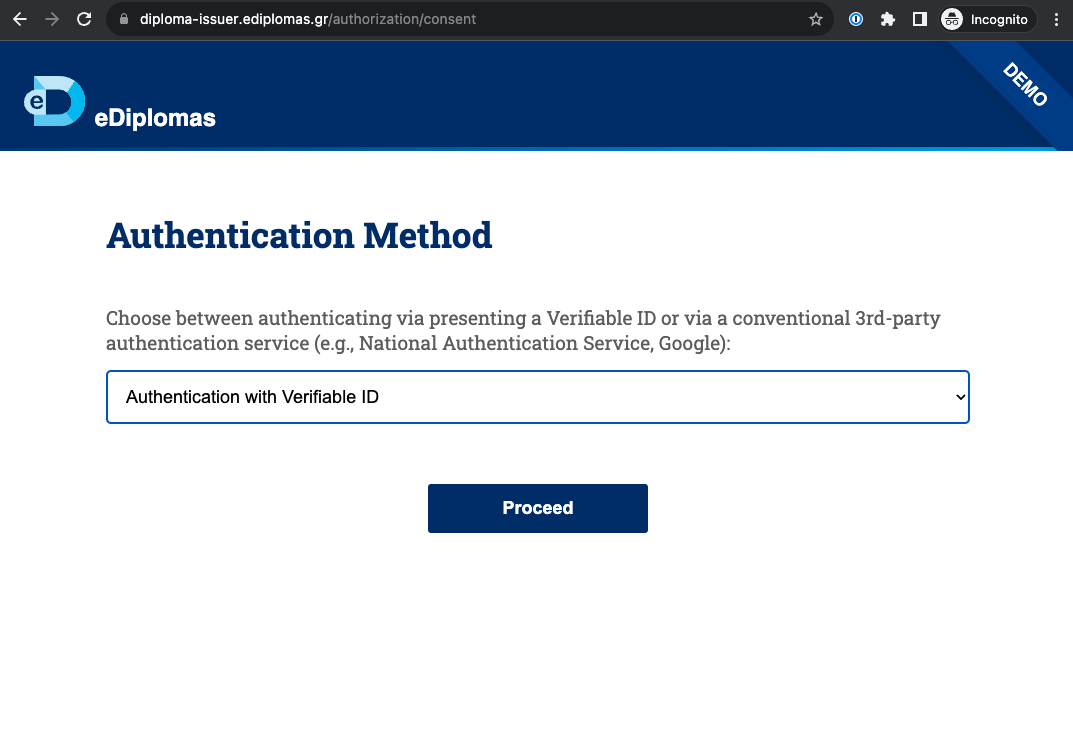 diploma-issuer.ediplomas.gr/authorization/consent
Incognito
DEMO
e
eDiplomas
Authentication Method
Choose between authenticating via presenting a Verifiable ID or via a conventional 3rd-party
authentication service (e.g., National Authentication Service, Google):
Authentication with Verifiable ID
Proceed